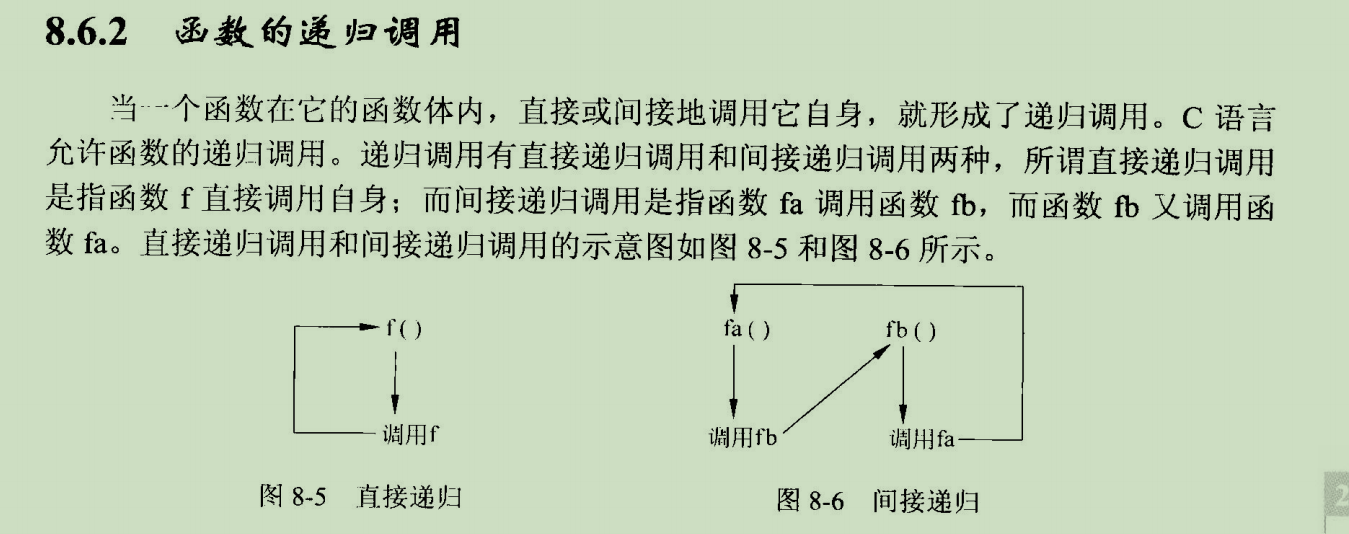 8.6.2 函数的递归调用
当一个函数在它的函数体内，直接或间接地调用它自身，就形成了递归调用。C 语言
允许函数的递归调用。递归调用有直接递归调用和间接递归调用两种，所谓直接递归调用
是指函数 f 直接调用自身；而间接递归调用是指函数 fa 调用函数 fb，而函数 fb 又调用函
数 fa。直接递归调用和间接递归调用的示意图如图 8-5 和图 8-6 所示。
f ( )
调用f
图 8-5 直接递归
fa ( )
fb ( )
调用fb
调用fa
图 8-6 间接递归
2